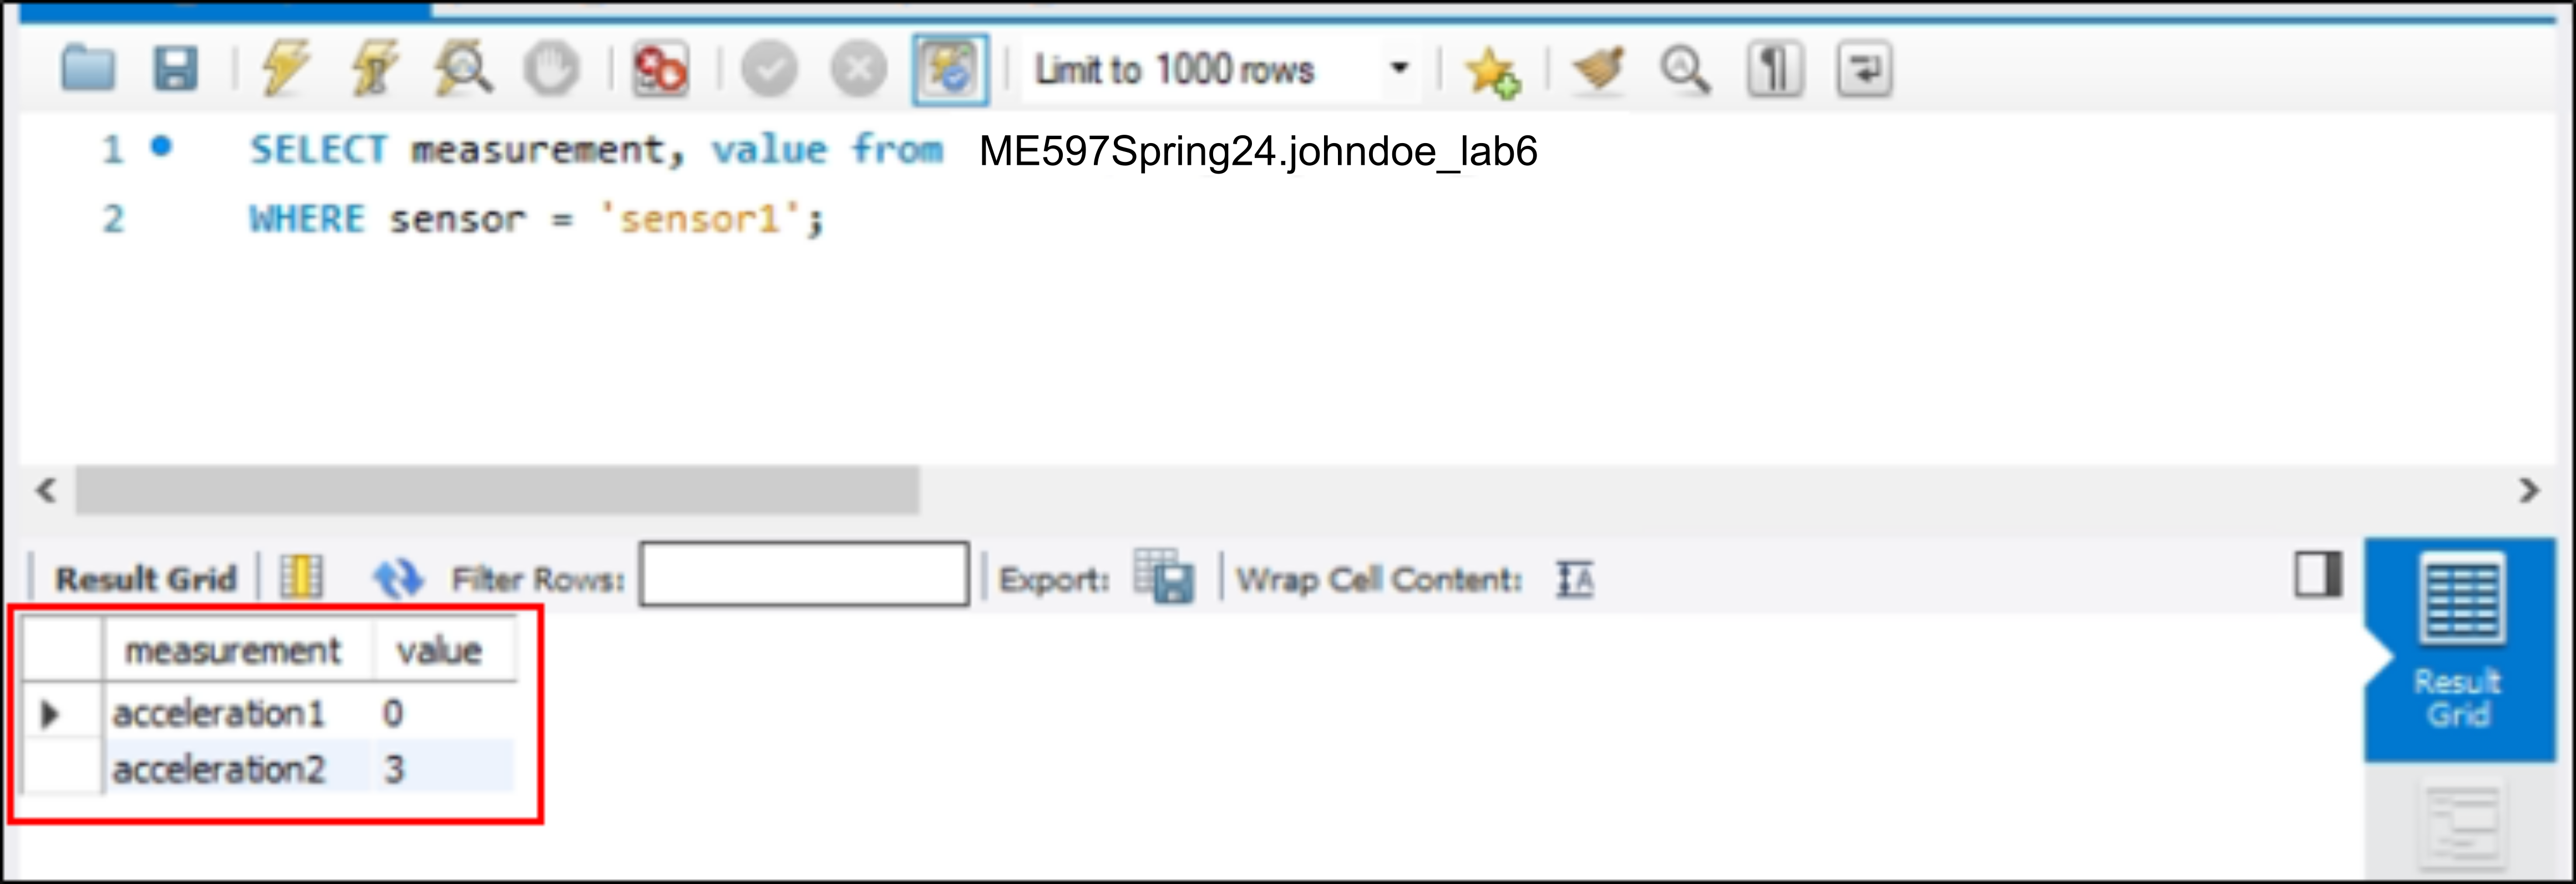 Limit to 1000 rows
1 SELECT measurement, value from ME597Spring24.johndoe_lab6
2 WHERE sensor = 'sensor1';
Result Grid Filter Rows: Export: Wrap Cell Content:
measurement value
acceleration1 0
acceleration2 3
Result
Grid